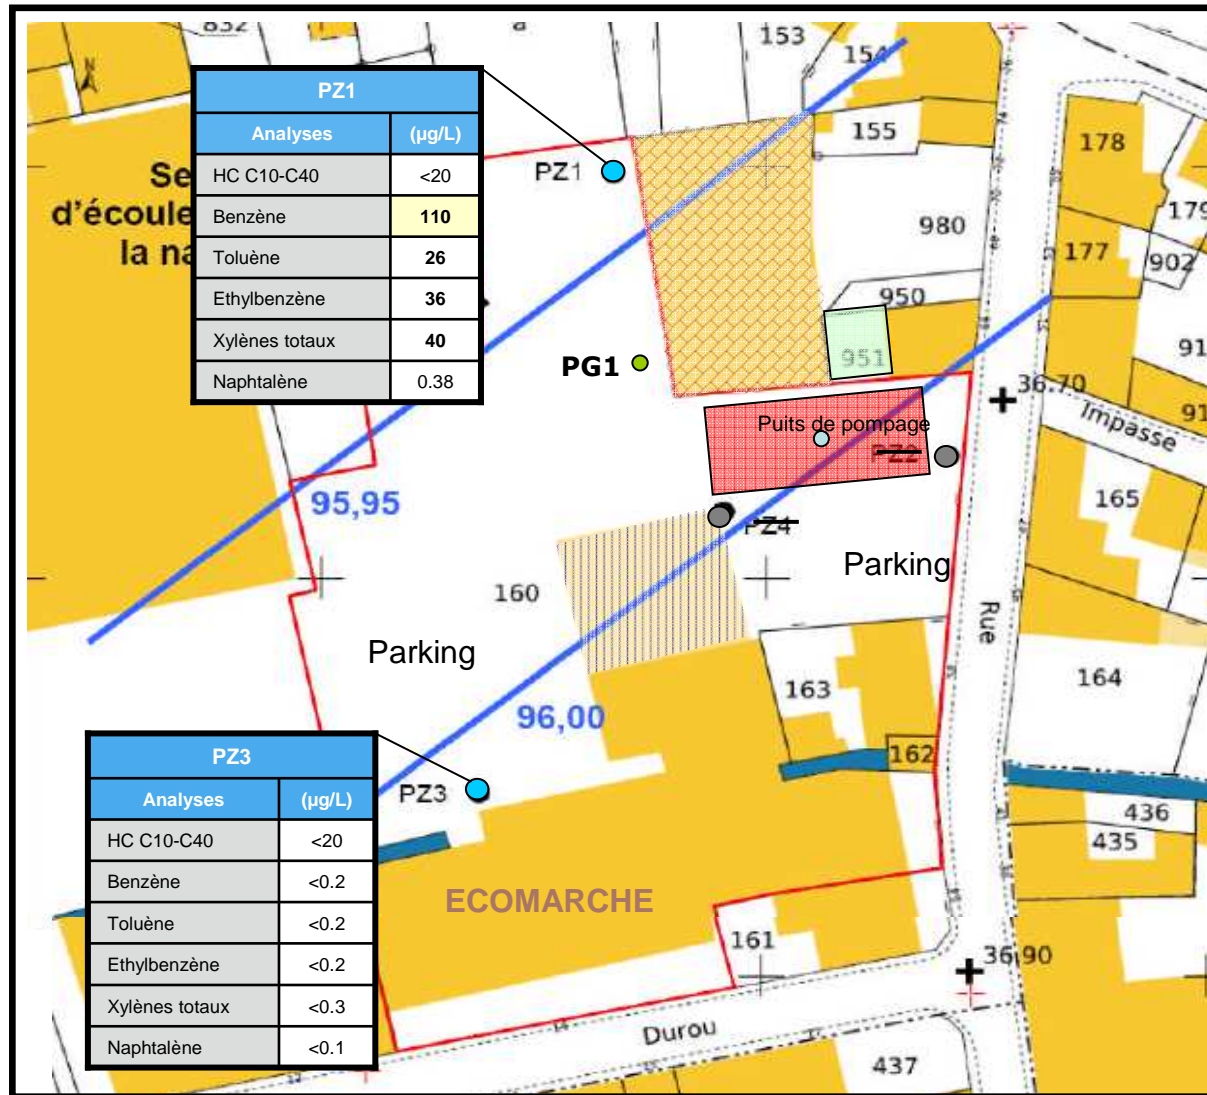 832
a
153
154
155
178
179
177
902
980
950
951
91
91
N
PZ1
Analyses (µg/L)
HC C10-C40 <20
Benzène 110
Toluène 26
Ethylbenzène 36
Xylènes totaux 40
Naphtalène 0.38
Se
d'écoule
la na
PZ1
PG1
36.70
Impasse
Puits de pompage
PZ2
PZ4
95,95
165
160
Parking
Parking
Rue
163
164
162
96,00
PZ3
PZ3
Analyses (µg/L)
HC C10-C40 <20
Benzène <0.2
Toluène <0.2
Ethylbenzène <0.2
Xylènes totaux <0.3
Naphtalène <0.1
436
435
ECOMARCHE
161
36.90
Durou
437